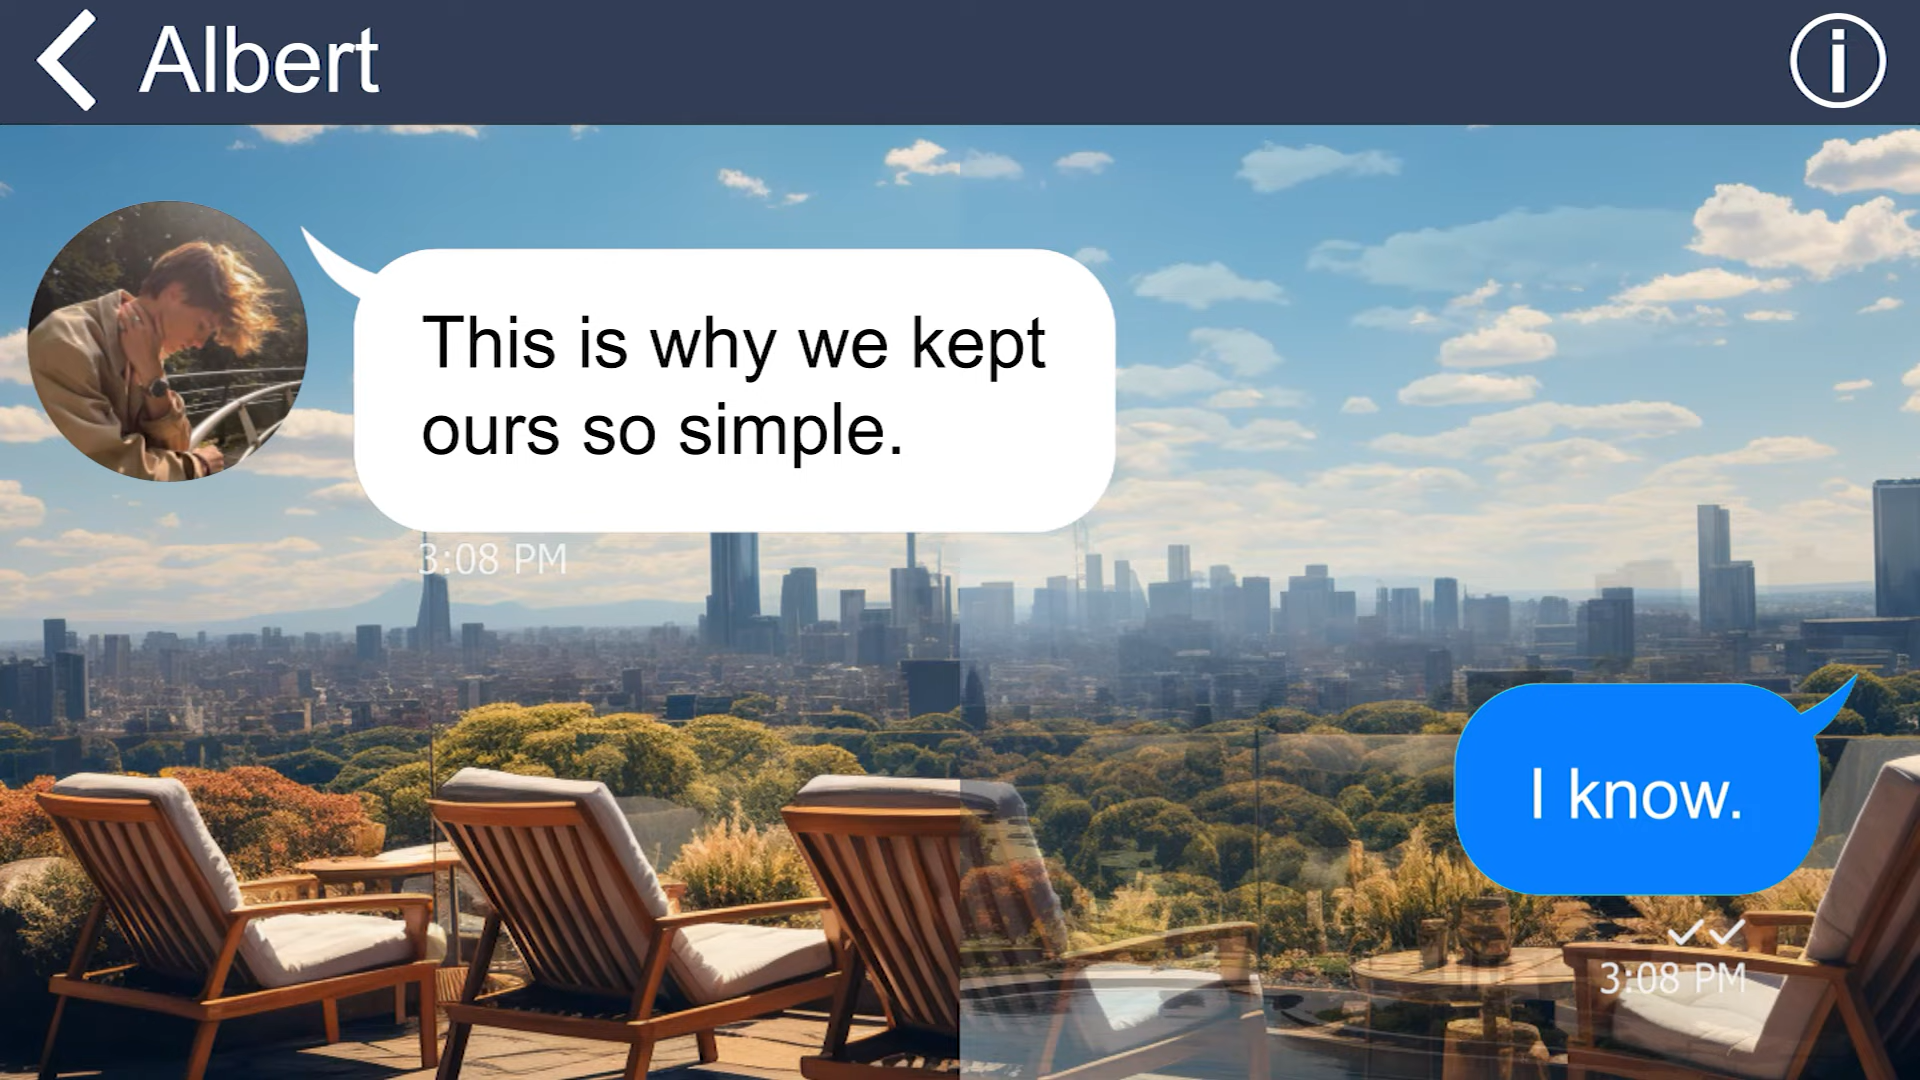 Albert
This is why we kept
ours so simple.
3:08 PM
I know.
3:08 PM